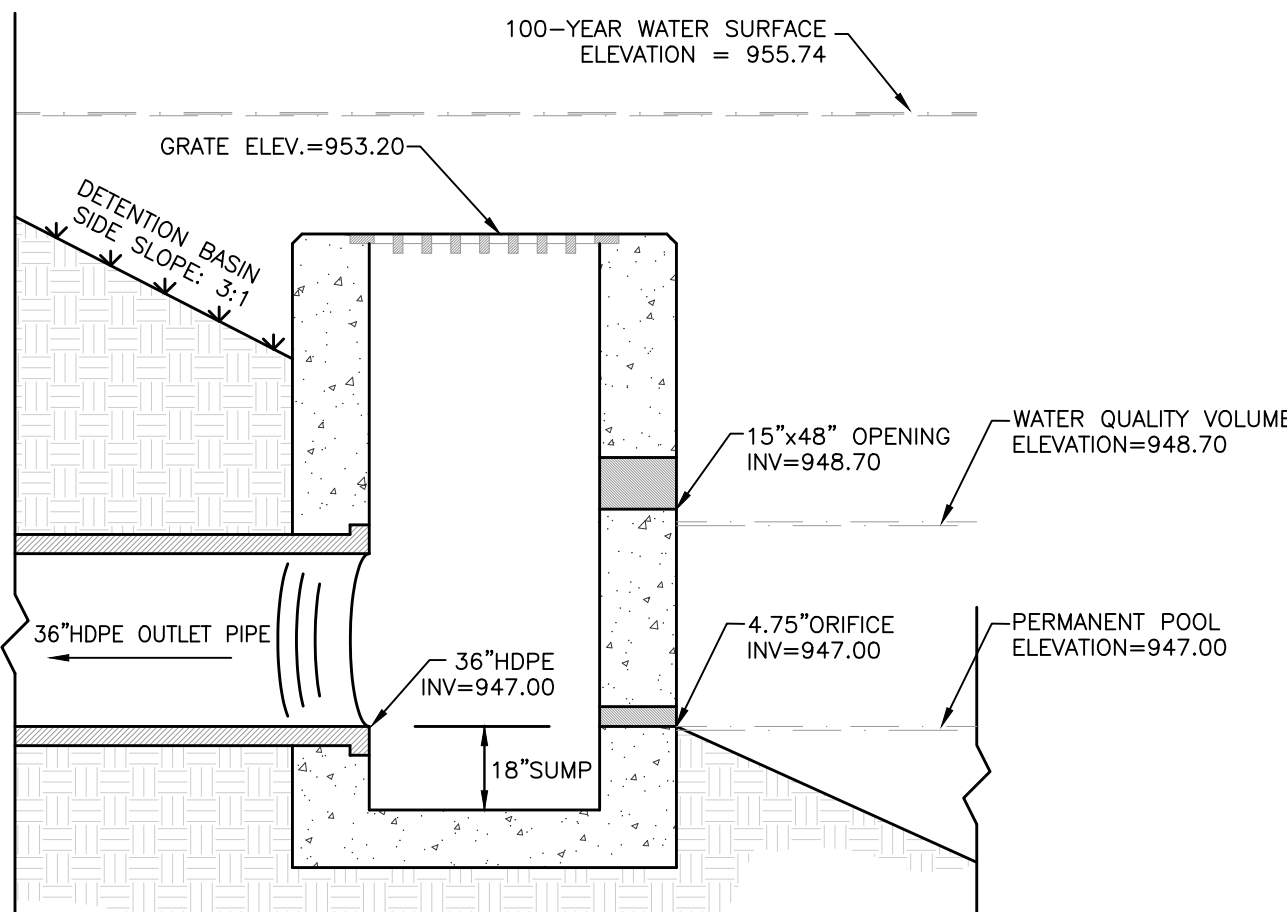 100-YEAR WATER SURFACE
ELEVATION = 955.74
GRATE ELEV.=953.20
DETENTION BASIN
SIDE SLOPE: 3:1
15"x48" OPENING
INV=948.70
WATER QUALITY VOLUME
ELEVATION=948.70
4.75"ORIFICE
INV=947.00
PERMANENT POOL
ELEVATION=947.00
36"HDPE OUTLET PIPE
36"HDPE
INV=947.00
18"SUMP